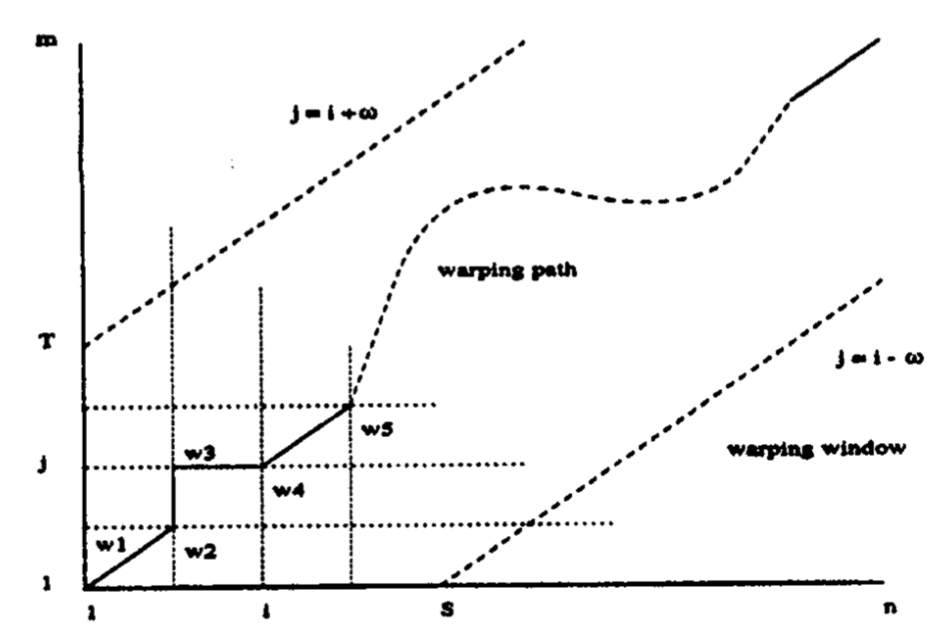 m
j = i + ω
warping path
T
j = i - ω
w5
warping window
w3
j
w4
w1
w2
1
1
i
S
n